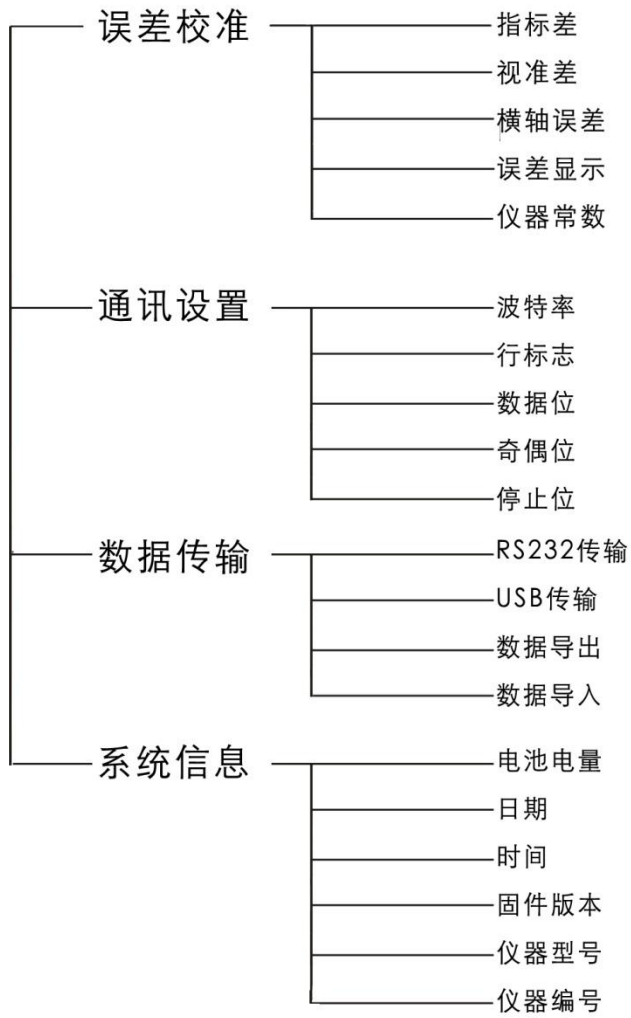 误差校准
指标差
视准差
横轴误差
误差显示
仪器常数
通讯设置
波特率
行标志
数据位
奇偶位
停止位
数据传输
RS232传输
USB传输
数据导出
数据导入
系统信息
电池电量
日期
时间
固件版本
仪器型号
仪器编号